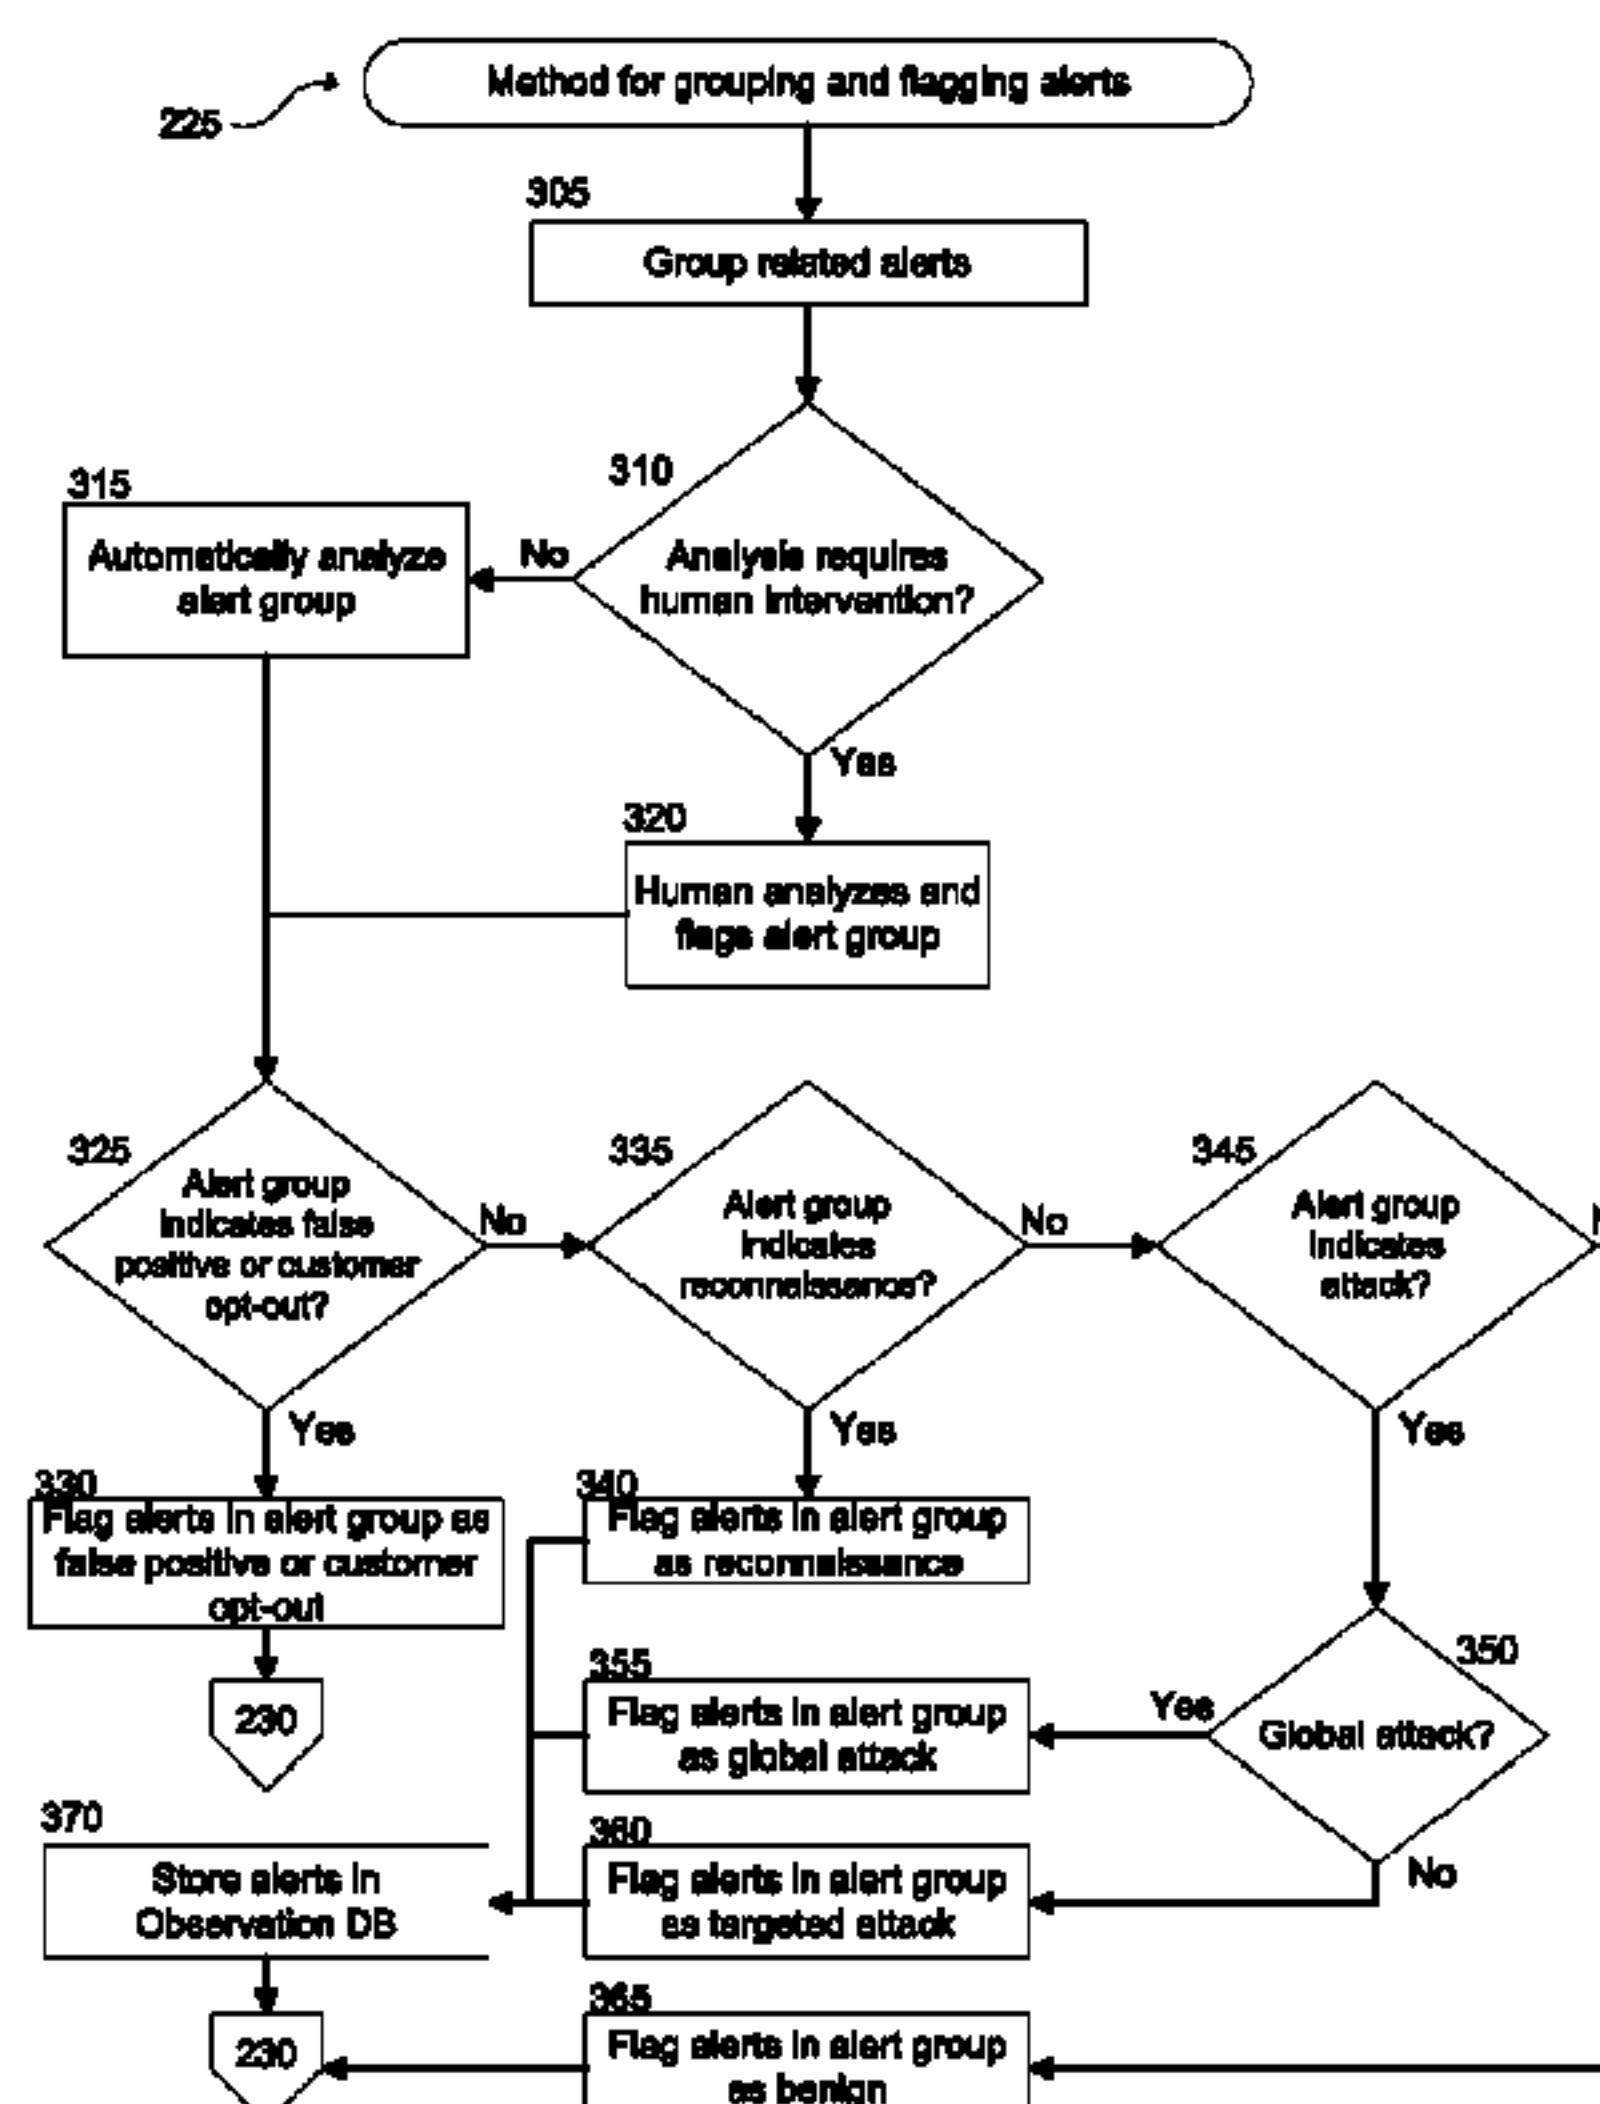 Method for grouping and flagging alerts
225
305
Group related alerts
310
315
Automatically analyze
alert group
No
Analysis requires
human intervention?
Yes
320
Human analyzes and
flags alert group
325
Alert group
indicates false
positive or customer
opt-out?
No
335
Alert group
indicates
reconnaissance?
No
345
Alert group
indicates
attack?
Yes
Yes
Yes
330
Flag alerts in alert group as
false positive or customer
opt-out
340
Flag alerts in alert group
as reconnaissance
230
355
Flag alerts in alert group
as global attack
Yes
350
Global attack?
No
370
Store alerts in
Observation DB
360
Flag alerts in alert group
as targeted attack
230
365
Flag alerts in alert group
as benign